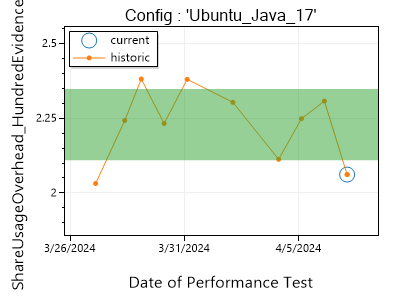 Config : 'Ubuntu_Java_17'
ShareUsageOverhead_HundredEvidence
current
historic
2.5
2.25
2
3/26/2024
3/31/2024
4/5/2024
Date of Performance Test